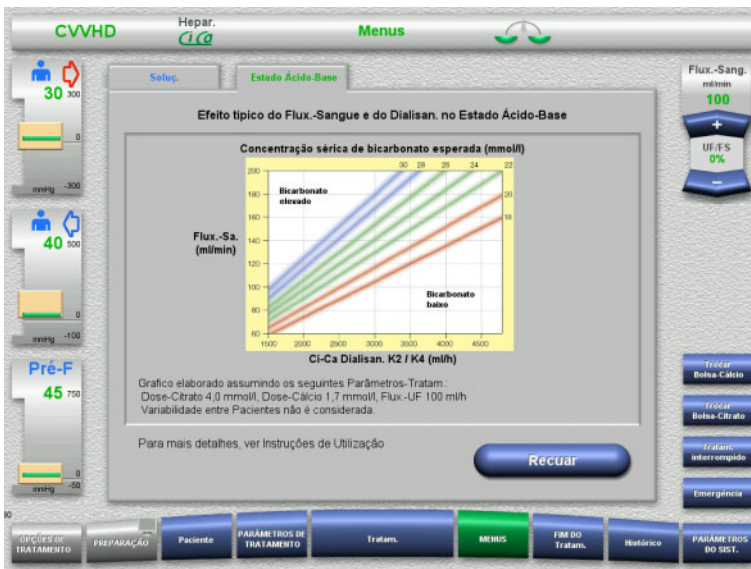 CVVHD
Hepar.
Ci Ca
Menus
30 300
0
mmHg -300
40 500
0
mmHg -100
Pré-F
45 750
0
mmHg -50
Soluç.
Estado Ácido-Base
Efeito típico do Flux.-Sangue e do Dialisan. no Estado Ácido-Base
Concentração sérica de bicarbonato esperada (mmol/l)
30 28 26 24 22
200
180
160
140
120
100
80
60
20
18
Bicarbonato
elevado
Flux.-Sa.
(ml/min)
Bicarbonato
baixo
1500 2000 2500 3000 3500 4000 4500
Ci-Ca Dialisan. K2 / K4 (ml/h)
Grafico elaborado assumindo os seguintes Parâmetros-Tratam.:
Dose-Citrato 4,0 mmol/l, Dose-Cálcio 1,7 mmol/l, Flux.-UF 100 ml/h
Variabilidade entre Pacientes não é considerada.
Para mais detalhes, ver Instruções de Utilização
Recuar
Flux.-Sang.
ml/min
100
+
UF/FS
0%
−
Trocar
Bolsa-Cálcio
Trocar
Bolsa-Citrato
Tratam.
interrompido
Emergência
OPÇÕES DE
TRATAMENTO
PREPARAÇÃO
Paciente
PARÂMETROS DE
TRATAMENTO
Tratam.
MENUS
FIM DO
Tratam.
Histórico
PARÂMETROS
DO SIST.